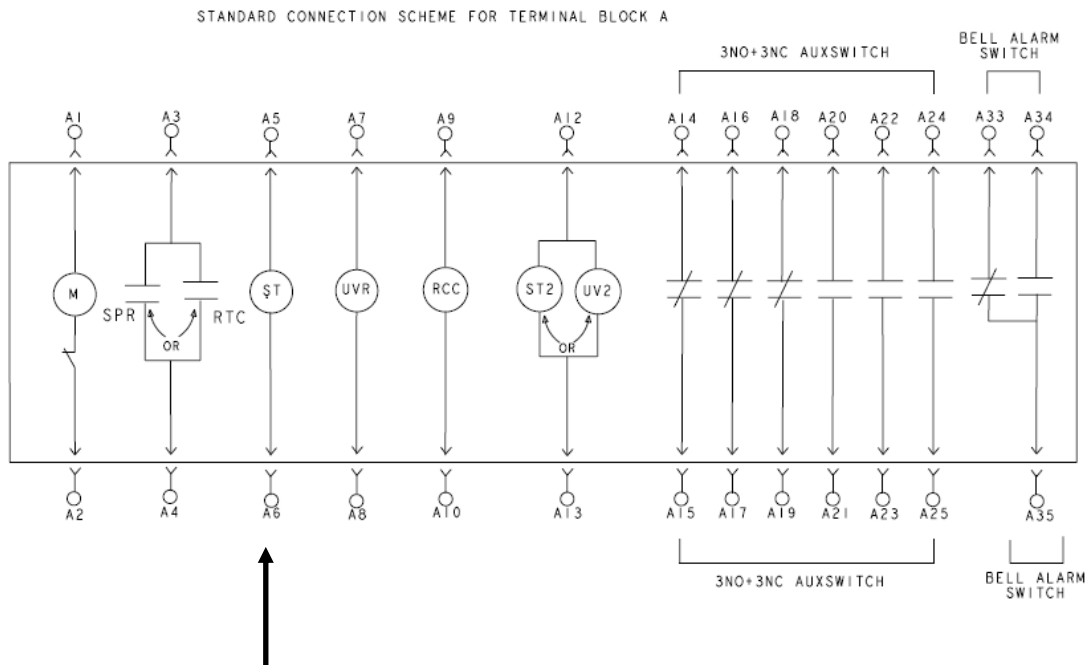 STANDARD CONNECTION SCHEME FOR TERMINAL BLOCK A
3NO+3NC AUXSWITCH
BELL ALARM
SWITCH
A1 A3 A5 A7 A9 A12 A14 A16 A18 A20 A22 A24 A33 A34
M ŞT UVR RCC ST2 UV2
SPR RTC
OR OR
A2 A4 A6 A8 A10 A13 A15 A17 A19 A21 A23 A25 A35
3NO+3NC AUXSWITCH
BELL ALARM
SWITCH